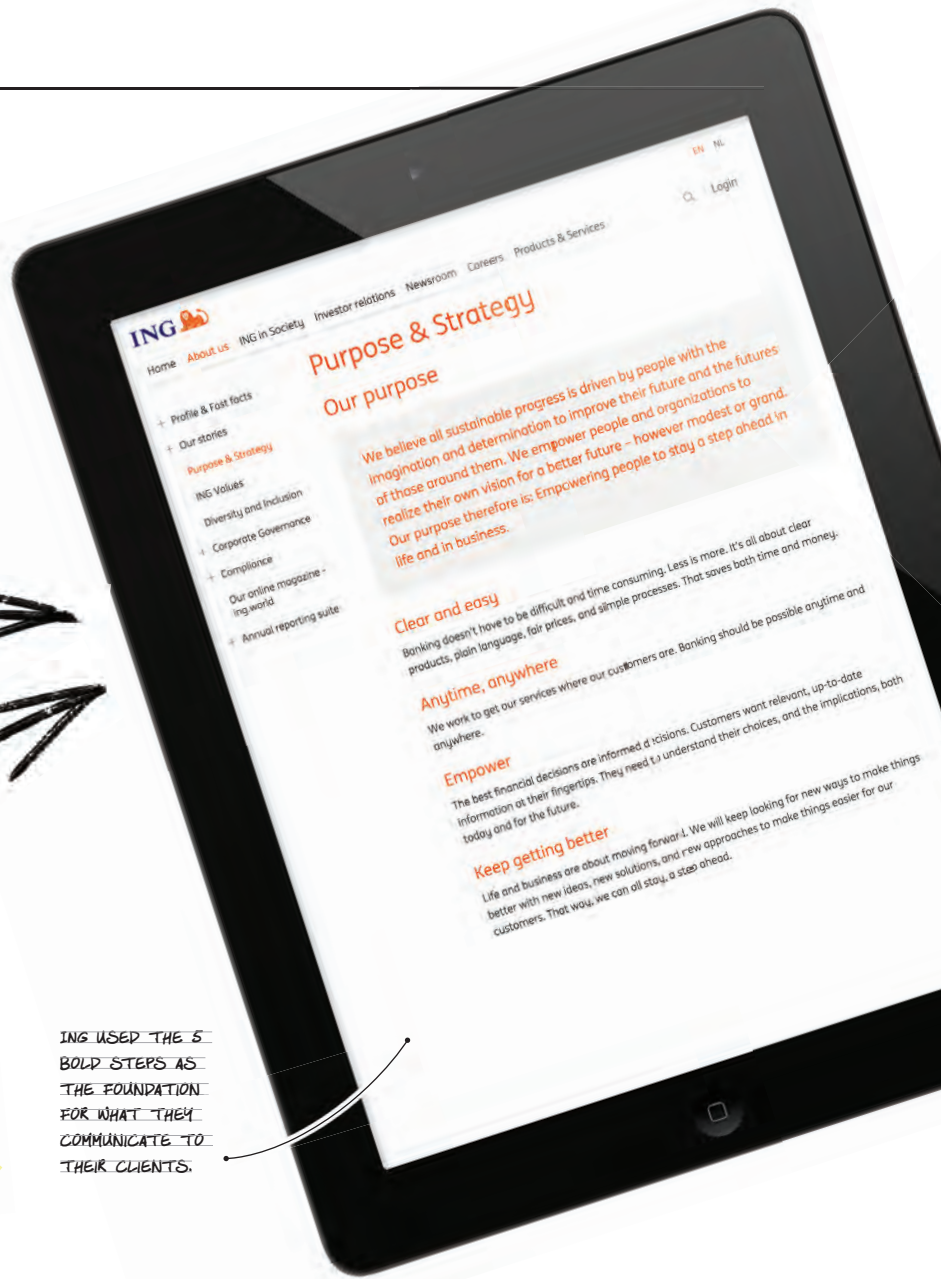 EN NL
Login
ING
Home About us ING in Society Investor relations Newsroom Careers Products & Services
+ Profile & Fast facts
+ Our stories
Purpose & Strategy
ING Values
Diversity and Inclusion
+ Corporate Governance
+ Compliance
Our online magazine -
ing.world
+ Annual reporting suite
Purpose & Strategy
Our purpose
We believe all sustainable progress is driven by people with the
imagination and determination to improve their future and the futures
of those around them. We empower people and organizations to
realize their own vision for a better future – however modest or grand.
Our purpose therefore is: Empowering people to stay a step ahead in
life and in business.
Clear and easy
Banking doesn't have to be difficult and time consuming. Less is more. It's all about clear
products, plain language, fair prices, and simple processes. That saves both time and money.
Anytime, anywhere
We work to get our services where our customers are. Banking should be possible anytime and
anywhere.
Empower
The best financial decisions are informed decisions. Customers want relevant, up-to-date
information at their fingertips. They need to understand their choices, and the implications, both
today and for the future.
Keep getting better
Life and business are about moving forward. We will keep looking for new ways to make things
better with new ideas, new solutions, and new approaches to make things easier for our
customers. That way, we can all stay, a step ahead.
ING USED THE 5
BOLD STEPS AS
THE FOUNDATION
FOR WHAT THEY
COMMUNICATE TO
THEIR CLIENTS.